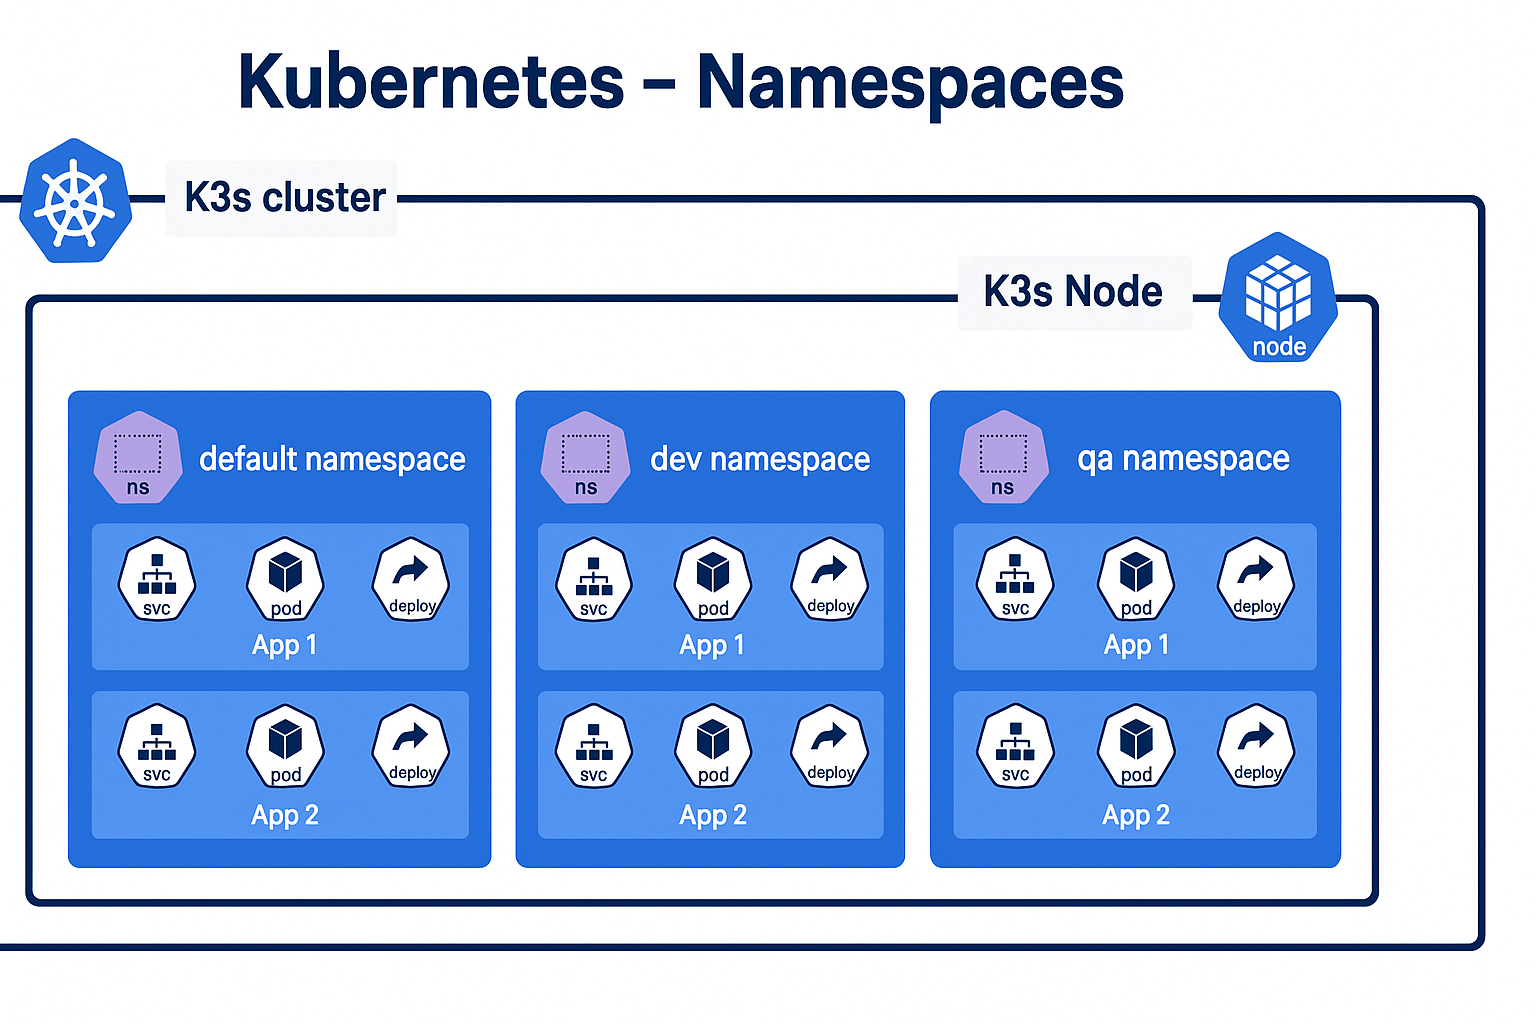 Kubernetes – Namespaces
K3s cluster
K3s Node
node
ns
default namespace
svc
pod
deploy
App 1
svc
pod
deploy
App 2
ns
dev namespace
svc
pod
deploy
App 1
svc
pod
deploy
App 2
ns
qa namespace
svc
pod
deploy
App 1
svc
pod
deploy
App 2